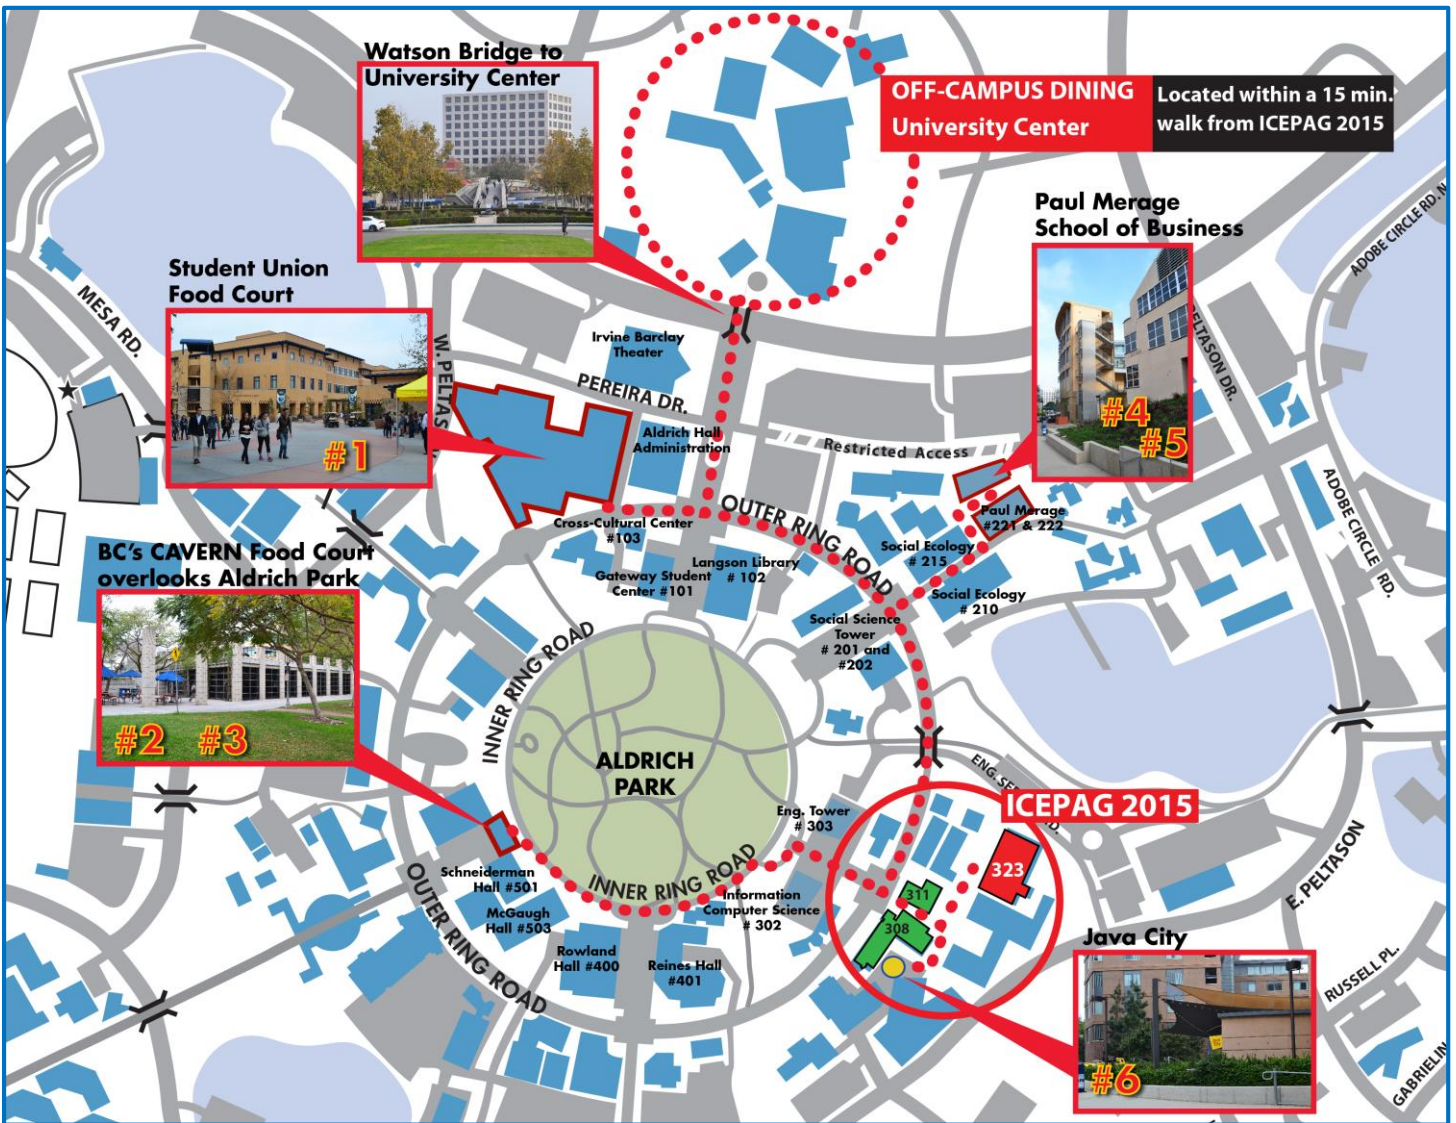 Watson Bridge to
University Center
OFF-CAMPUS DINING
University Center
Located within a 15 min.
walk from ICEPAG 2015
Paul Merage
School of Business
#4
#5
Student Union
Food Court
#1
MESA RD.
W. PELTAS
Irvine Barclay
Theater
PEREIRA DR.
Aldrich Hall
Administration
Restricted Access
ADOBE CIRCLE RD. N
PELTASON DR.
ADOBE CIRCLE RD.
OUTER RING ROAD
Paul Merage
#221 & 222
Cross-Cultural Center
#103
Gateway Student
Center #101
Langson Library
# 102
Social Ecology
# 215
Social Ecology
# 210
Social Science
Tower
# 201 and
#202
BC's CAVERN Food Court
overlooks Aldrich Park
#2 #3
INNER RING ROAD
ALDRICH
PARK
INNER RING ROAD
Eng. Tower
# 303
ENG. SER
D.
ICEPAG 2015
323
311
308
Schneiderman
Hall #501
McGaugh
Hall #503
Rowland
Hall #400
Reines Hall
#401
Information
Computer Science
# 302
OUTER RING ROAD
E. PELTASON
Java City
#6
RUSSELL PL.
GABRIELIN